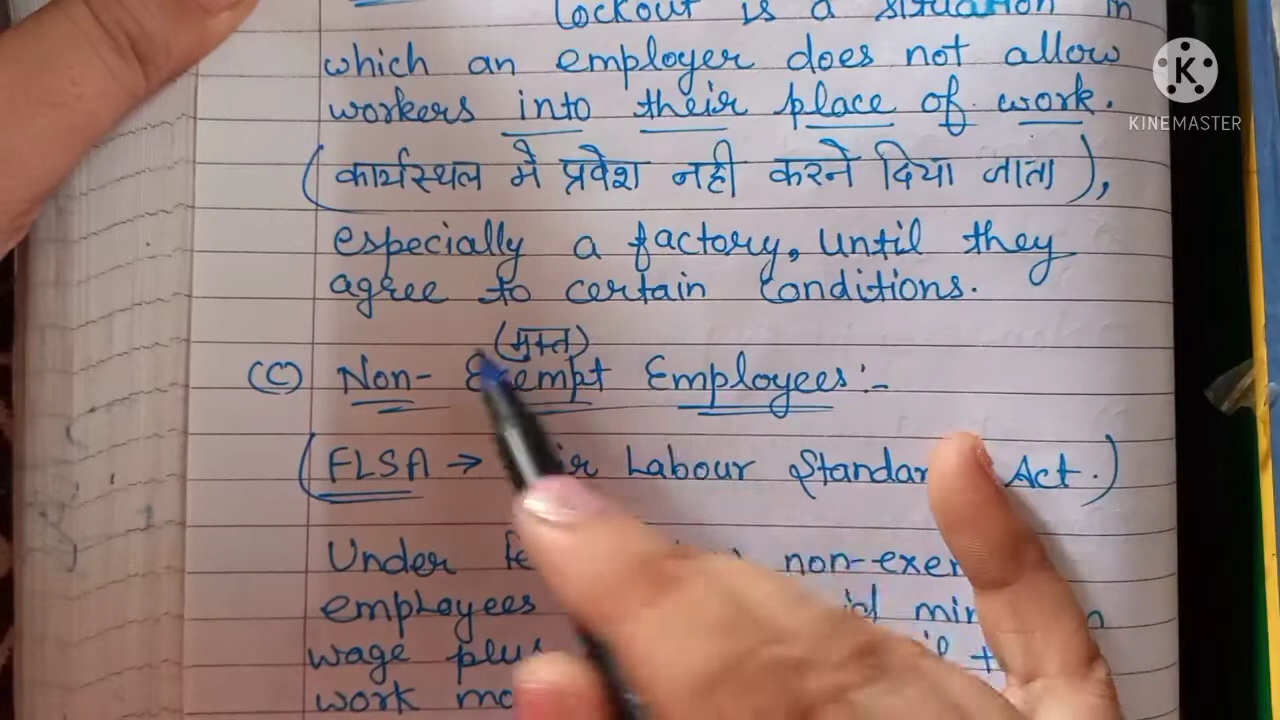 Lockout is a situation in
which an employer does not allow
workers into their place of work.
(कार्यस्थल मे प्रवेश नही करने दिया जाता),
especially a factory, until they
agree to certain conditions.
(मुक्त)
(C) Non-Exempt Employees:-
(FLSA → Labour Act.)
Under non-
employees
wage plus
work
K
KINEMASTER